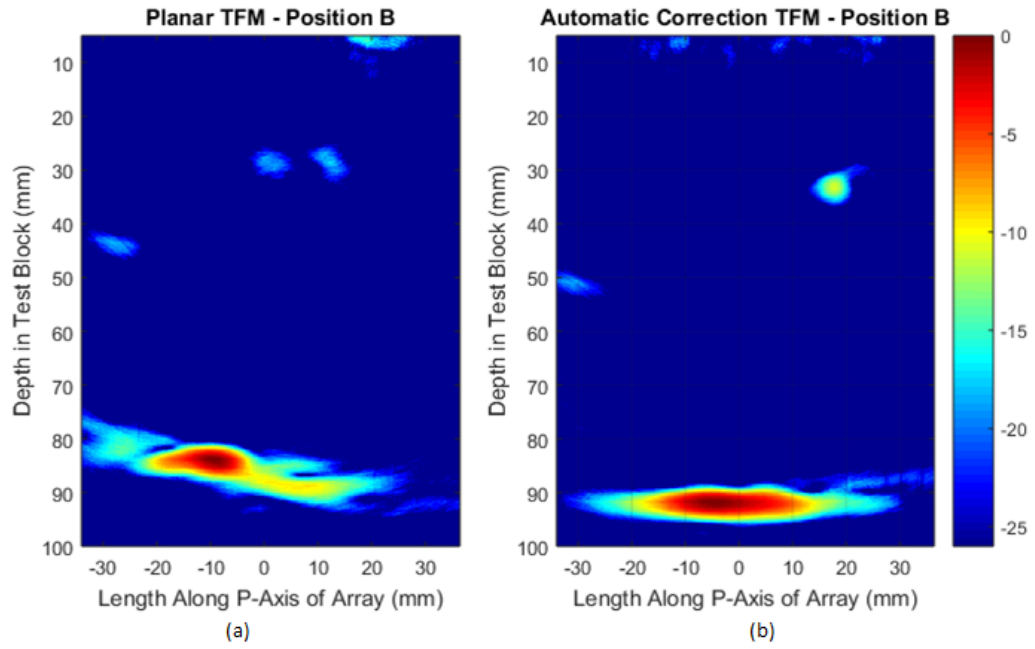 Planar TFM - Position B
Automatic Correction TFM - Position B
Depth in Test Block (mm)
10
20
30
40
50
60
70
80
90
100
-30 -20 -10 0 10 20 30
Length Along P-Axis of Array (mm)
(a)
Depth in Test Block (mm)
10
20
30
40
50
60
70
80
90
100
-30 -20 -10 0 10 20 30
Length Along P-Axis of Array (mm)
(b)
0
-5
-10
-15
-20
-25